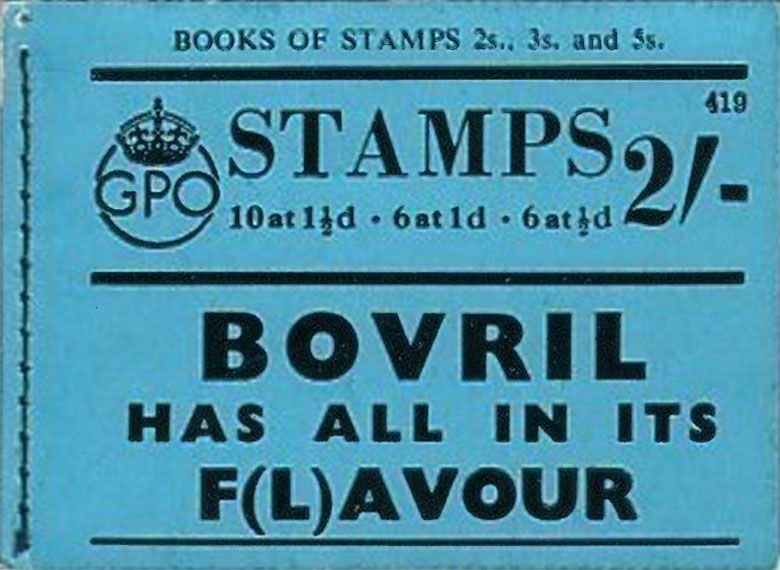 BOOKS OF STAMPS 2s., 3s. and 5s.
419
GPO
STAMPS 2/-
10 at 1½d · 6 at 1d · 6 at ½d
BOVRIL
HAS ALL IN ITS
F(L)AVOUR